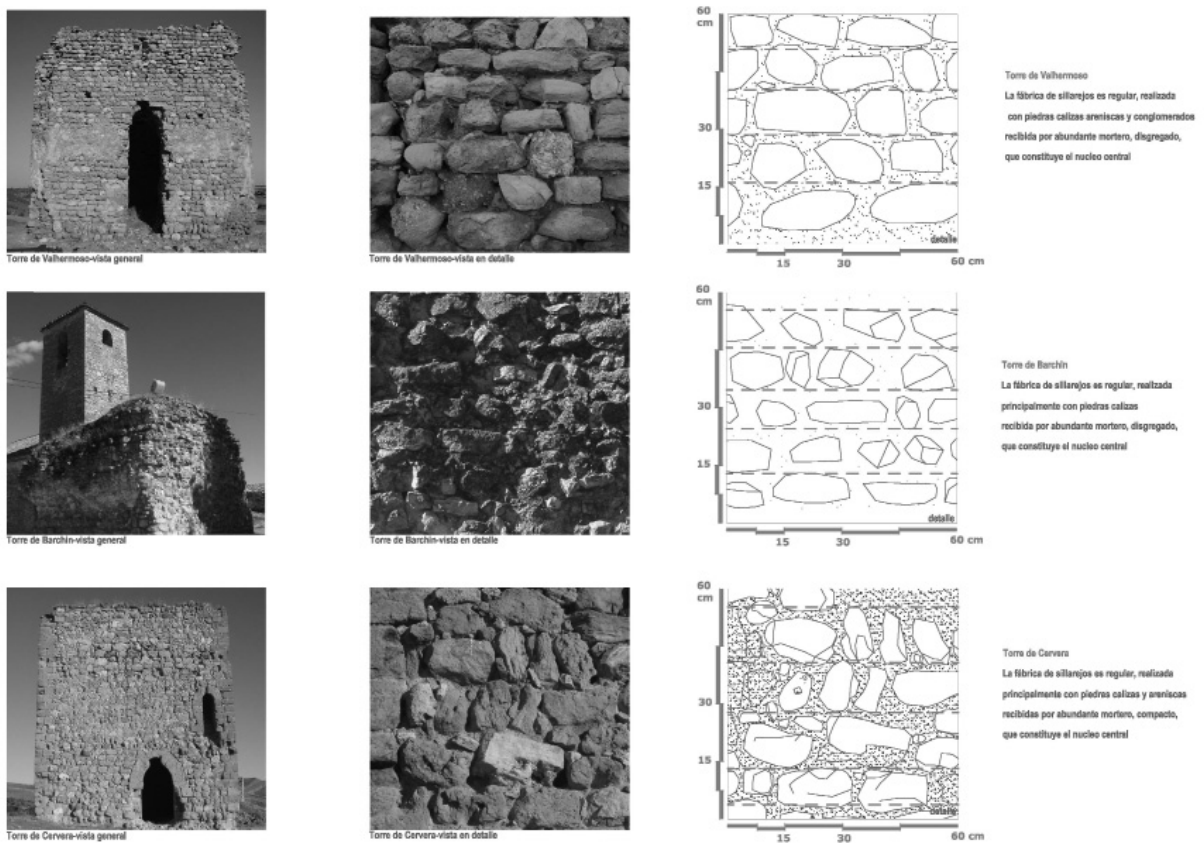 60
cm
30
15
detalle
15
30
60 cm
Torre de Valhermoso
La fábrica de sillarejos es regular, realizada
con piedras calizas areniscas y conglomerados
recibida por abundante mortero, disgregado,
que constituye el nucleo central
Torre de Valhermoso-vista general
Torre de Valhermoso-vista en detalle
60
cm
30
15
detalle
15
30
60 cm
Torre de Barchin
La fábrica de sillarejos es regular, realizada
principalmente con piedras calizas
recibida por abundante mortero, disgregado,
que constituye el nucleo central
Torre de Barchin-vista general
Torre de Barchin-vista en detalle
60
cm
30
15
detalle
15
30
60 cm
Torre de Cervera
La fábrica de sillarejos es regular, realizada
principalmente con piedras calizas y areniscas
recibidas por abundante mortero, compacto,
que constituye el nucleo central
Torre de Cervera-vista general
Torre de Cervera-vista en detalle